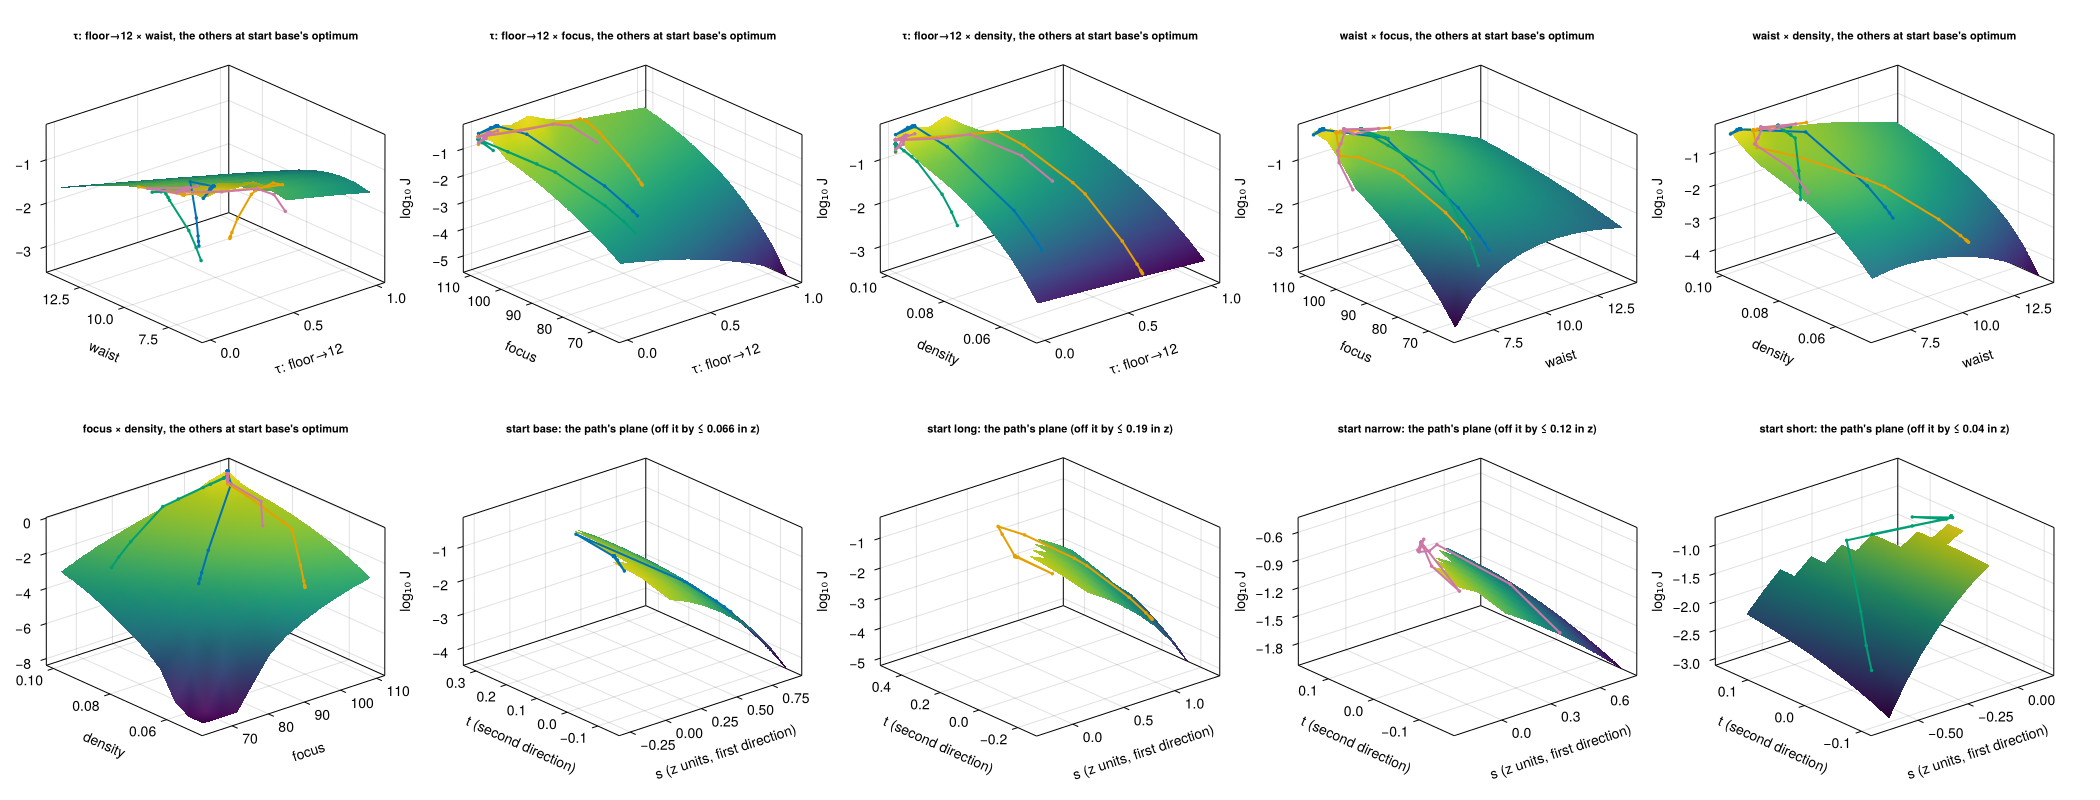 τ: floor→12 × waist, the others at start base's optimum
−1
−2
−3
12.5
10.0
7.5
waist
0.0
0.5
1.0
τ: floor→12
τ: floor→12 × focus, the others at start base's optimum
log₁₀ J
−1
−2
−3
−4
−5
110
100
90
80
70
focus
0.0
0.5
1.0
τ: floor→12
τ: floor→12 × density, the others at start base's optimum
log₁₀ J
−1
−2
−3
0.10
0.08
0.06
density
0.0
0.5
1.0
τ: floor→12
waist × focus, the others at start base's optimum
log₁₀ J
−1
−2
−3
110
100
90
80
70
focus
7.5
10.0
12.5
waist
waist × density, the others at start base's optimum
log₁₀ J
−1
−2
−3
−4
0.10
0.08
0.06
density
7.5
10.0
12.5
waist
focus × density, the others at start base's optimum
0
−2
−4
−6
−8
0.10
0.08
0.06
density
70
80
90
100
110
focus
start base: the path's plane (off it by ≤ 0.066 in z)
log₁₀ J
−1
−2
−3
−4
0.3
0.2
0.1
0.0
−0.1
t (second direction)
−0.25
0.00
0.25
0.50
0.75
s (z units, first direction)
start long: the path's plane (off it by ≤ 0.19 in z)
log₁₀ J
−1
−2
−3
−4
−5
0.4
0.2
0.0
−0.2
t (second direction)
0.0
0.5
1.0
s (z units, first direction)
start narrow: the path's plane (off it by ≤ 0.12 in z)
log₁₀ J
−0.6
−0.9
−1.2
−1.5
−1.8
0.1
0.0
−0.1
t (second direction)
0.0
0.3
0.6
s (z units, first direction)
start short: the path's plane (off it by ≤ 0.04 in z)
log₁₀ J
−1.0
−1.5
−2.0
−2.5
−3.0
0.1
0.0
−0.1
t (second direction)
−0.50
−0.25
0.00
s (z units, first direction)